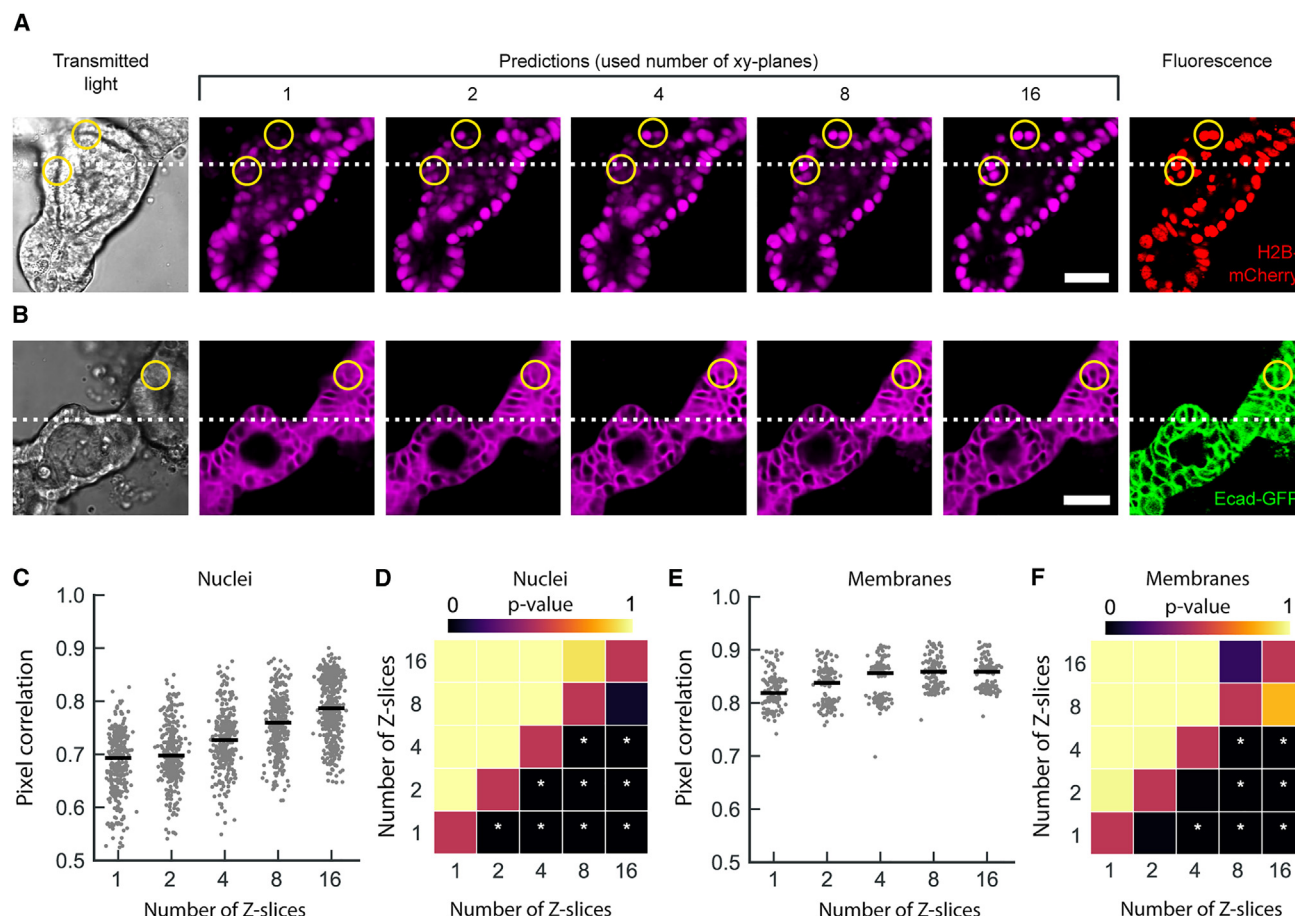 A
Transmitted
light
Predictions (used number of xy-planes)
Fluorescence
1 2 4 8 16
H2B-
mCherry
B
Ecad-GFP
C
Nuclei
1.0
0.9
0.8
0.7
0.6
0.5
Pixel correlation
1 2 4 8 16
Number of Z-slices
D
Nuclei
0 p-value 1
16
8
4 * *
2 * * *
1 * * * *
Number of Z-slices
1 2 4 8 16
Number of Z-slices
E
Membranes
1.0
0.9
0.8
0.7
0.6
0.5
Pixel correlation
1 2 4 8 16
Number of Z-slices
F
Membranes
0 p-value 1
16
8
4 * *
2 * *
1 * * *
Number of Z-slices
1 2 4 8 16
Number of Z-slices